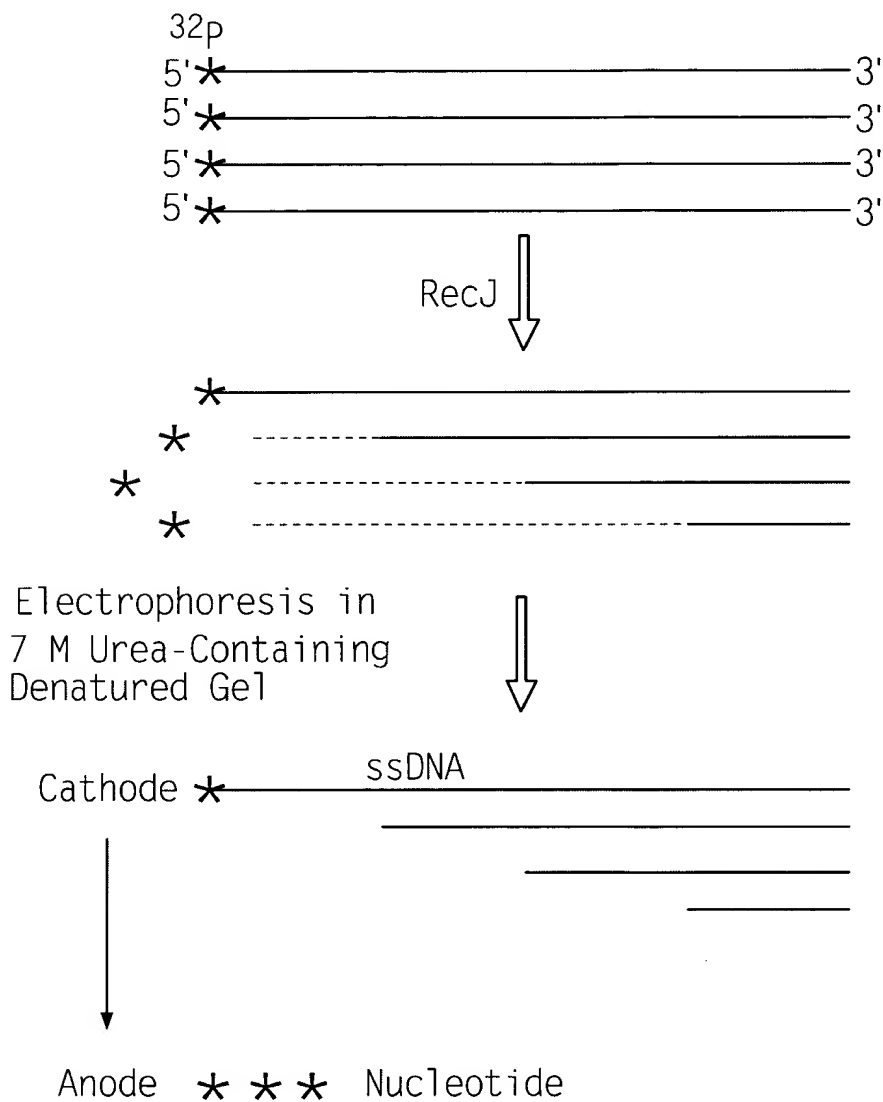 32p
5' 3'
5' 3'
5' 3'
5' 3'
RecJ
Electrophoresis in
7 M Urea-Containing
Denatured Gel
ssDNA
Cathode
Anode Nucleotide